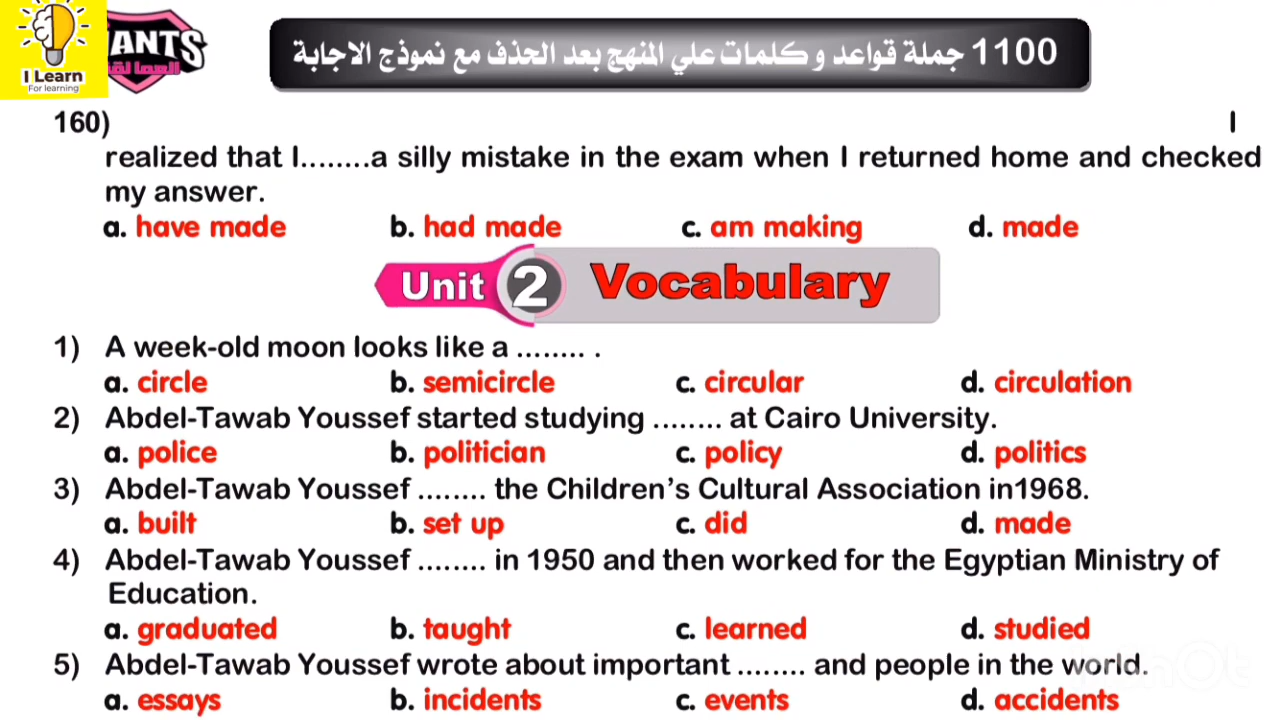 I Learn
For learning
GIANTS
العمالقة
1100 جملة قواعد و كلمات علي المنهج بعد الحذف مع نموذج الاجابة
160) I
realized that I........a silly mistake in the exam when I returned home and checked
my answer.
a. have made b. had made c. am making d. made
Unit 2 Vocabulary
1) A week-old moon looks like a ........ .
a. circle b. semicircle c. circular d. circulation
2) Abdel-Tawab Youssef started studying ........ at Cairo University.
a. police b. politician c. policy d. politics
3) Abdel-Tawab Youssef ........ the Children’s Cultural Association in1968.
a. built b. set up c. did d. made
4) Abdel-Tawab Youssef ........ in 1950 and then worked for the Egyptian Ministry of
Education.
a. graduated b. taught c. learned d. studied
5) Abdel-Tawab Youssef wrote about important ........ and people in the world.
a. essays b. incidents c. events d. accidents